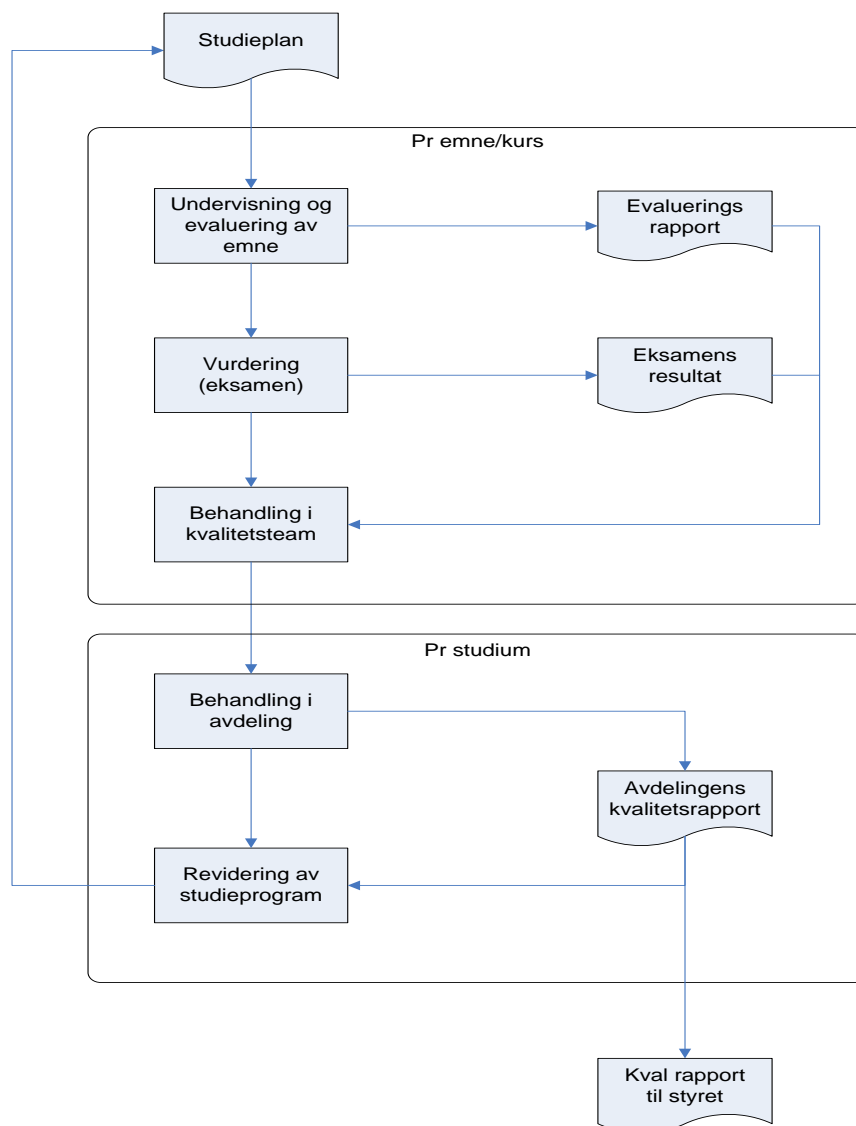 Studieplan
Pr emne/kurs
Undervisning og
evaluering av
emne
Evaluerings
rapport
Vurdering
(eksamen)
Eksamens
resultat
Behandling i
kvalitetsteam
Pr studium
Behandling i
avdeling
Avdelingens
kvalitetsrapport
Revidering av
studieprogram
Kval rapport
til styret